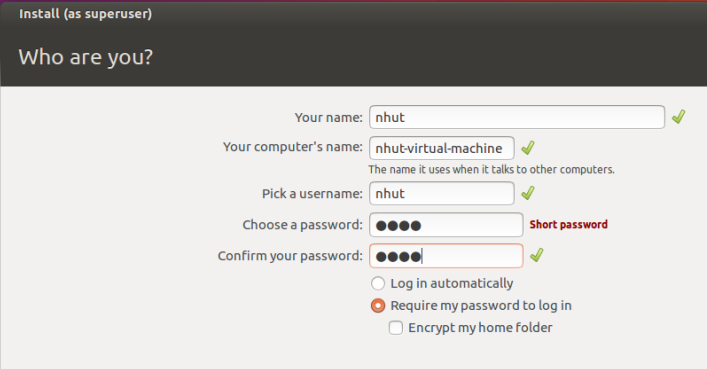 Install (as superuser)
Who are you?
Your name: nhut
Your computer's name: nhut-virtual-machine
The name it uses when it talks to other computers.
Pick a username: nhut
Choose a password: ●●●● Short password
Confirm your password: ●●●●
Log in automatically
Require my password to log in
Encrypt my home folder